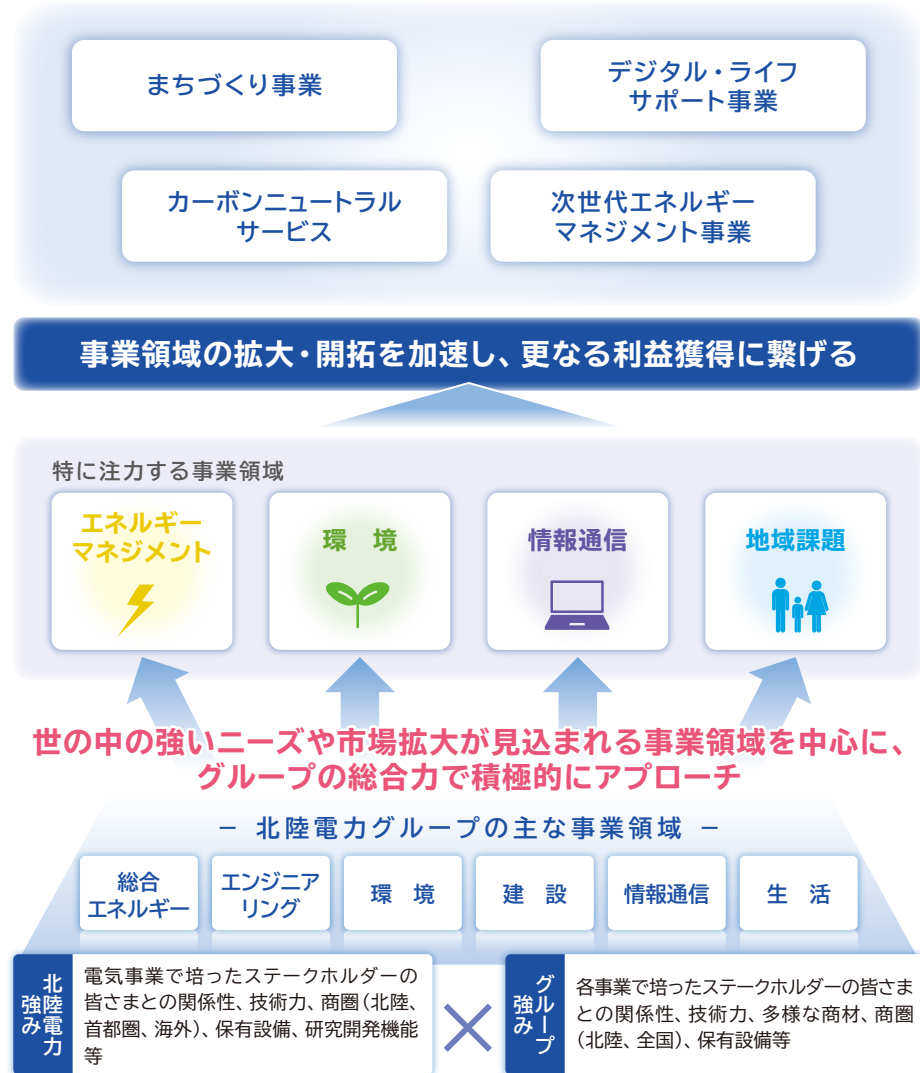 まちづくり事業
デジタル・ライフ
サポート事業
カーボンニュートラル
サービス
次世代エネルギー
マネジメント事業
事業領域の拡大・開拓を加速し、更なる利益獲得に繋げる
特に注力する事業領域
エネルギー
マネジメント
環　境
情報通信
地域課題
世の中の強いニーズや市場拡大が見込まれる事業領域を中心に、
グループの総合力で積極的にアプローチ
－ 北陸電力グループの主な事業領域 －
総合
エネルギー
エンジニア
リング
環　境
建　設
情報通信
生　活
北陸電力
強み
電気事業で培ったステークホルダーの
皆さまとの関係性、技術力、商圏（北陸、
首都圏、海外）、保有設備、研究開発機能
等
×
グループ
強み
各事業で培ったステークホルダーの皆さま
との関係性、技術力、多様な商材、商圏
（北陸、全国）、保有設備等